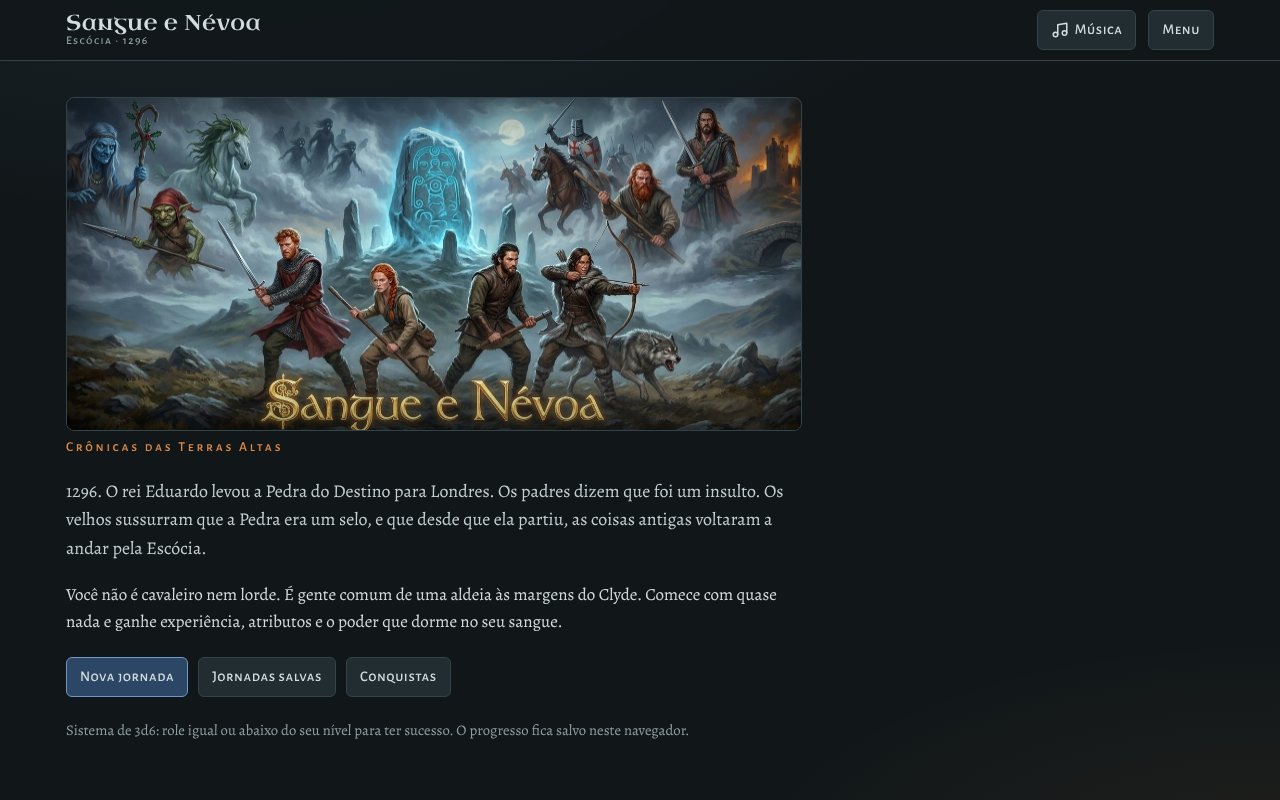 Sangue e Névoa
Escócia · 1296
Música
Menu
Sangue e Névoa
Crônicas das Terras Altas
1296. O rei Eduardo levou a Pedra do Destino para Londres. Os padres dizem que foi um insulto. Os
velhos sussurram que a Pedra era um selo, e que desde que ela partiu, as coisas antigas voltaram a
andar pela Escócia.
Você não é cavaleiro nem lorde. É gente comum de uma aldeia às margens do Clyde. Comece com quase
nada e ganhe experiência, atributos e o poder que dorme no seu sangue.
Nova jornada
Jornadas salvas
Conquistas
Sistema de 3d6: role igual ou abaixo do seu nível para ter sucesso. O progresso fica salvo neste navegador.